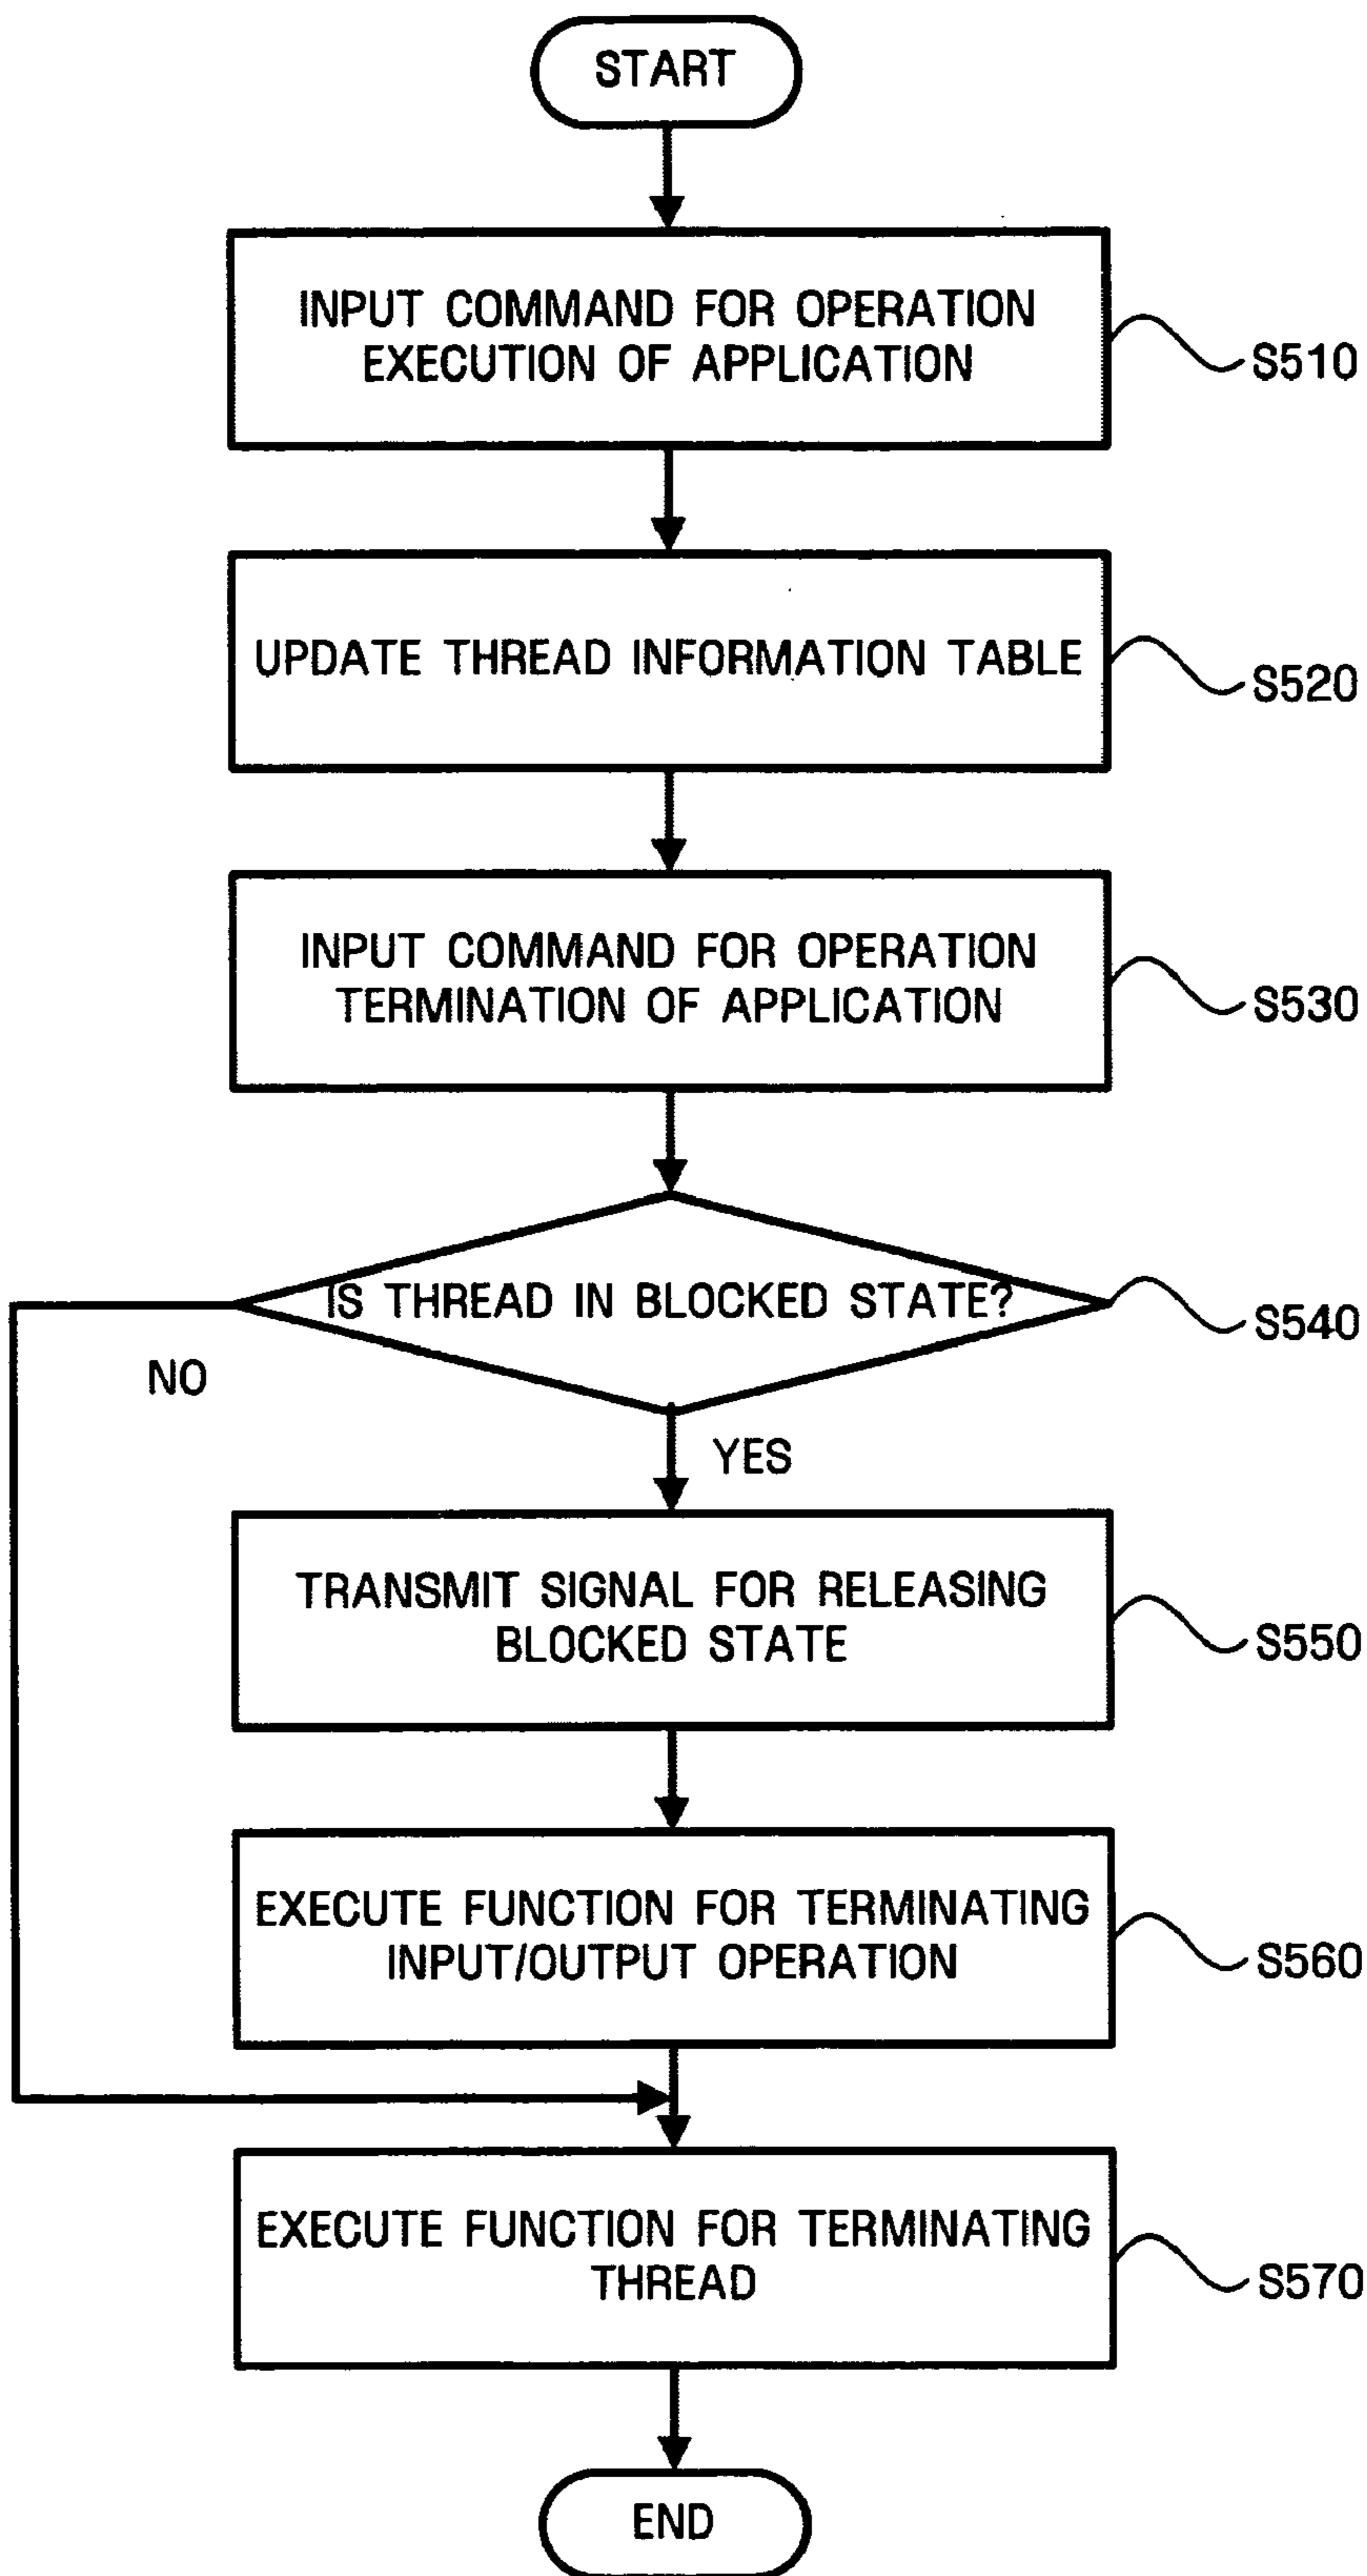 START
INPUT COMMAND FOR OPERATION
EXECUTION OF APPLICATION
S510
UPDATE THREAD INFORMATION TABLE
S520
INPUT COMMAND FOR OPERATION
TERMINATION OF APPLICATION
S530
IS THREAD IN BLOCKED STATE?
S540
NO
YES
TRANSMIT SIGNAL FOR RELEASING
BLOCKED STATE
S550
EXECUTE FUNCTION FOR TERMINATING
INPUT/OUTPUT OPERATION
S560
EXECUTE FUNCTION FOR TERMINATING
THREAD
S570
END